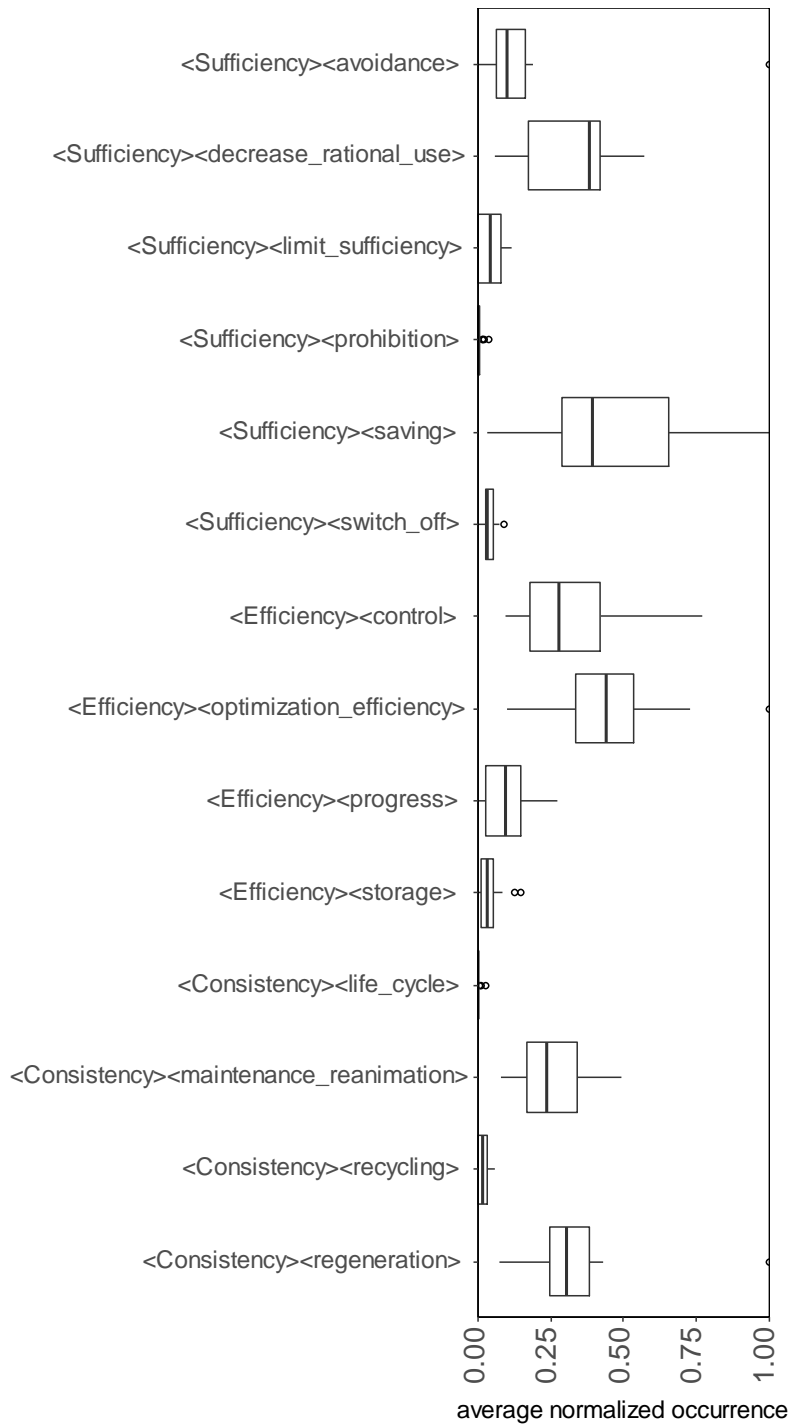 <Sufficiency><avoidance>
<Sufficiency><decrease_rational_use>
<Sufficiency><limit_sufficiency>
<Sufficiency><prohibition>
<Sufficiency><saving>
<Sufficiency><switch_off>
<Efficiency><control>
<Efficiency><optimization_efficiency>
<Efficiency><progress>
<Efficiency><storage>
<Consistency><life_cycle>
<Consistency><maintenance_reanimation>
<Consistency><recycling>
<Consistency><regeneration>
0.00
0.25
0.50
0.75
1.00
average normalized occurrence